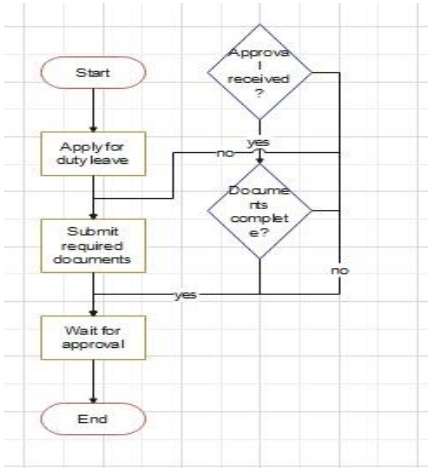 Start
Apply for
duty leave
Submit
required
documents
Wait for
approval
End
Approva
l
received
?
yes
no
Docume
nts
complet
e?
no
yes